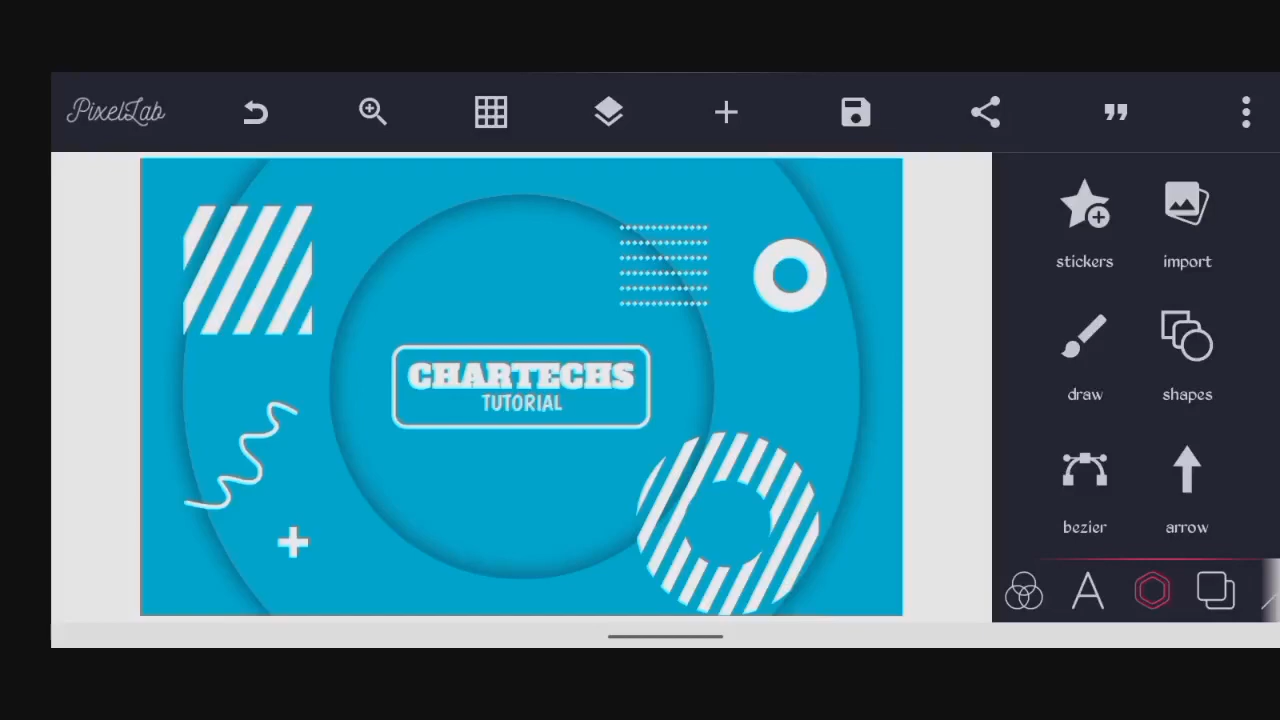 PixelLab
CHARTECHS
TUTORIAL
stickers
import
draw
shapes
bezier
arrow